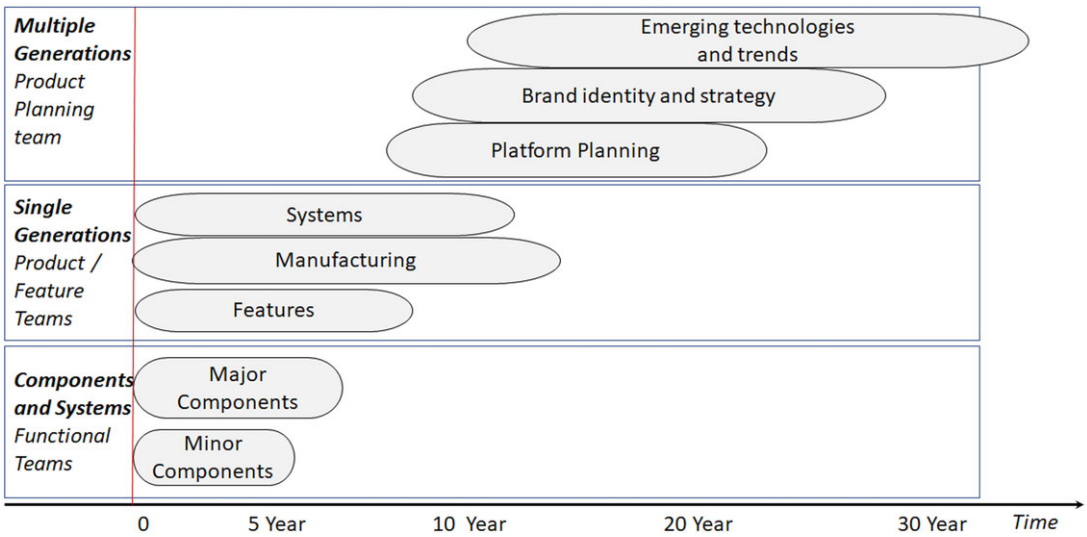 Multiple
Generations
Product
Planning
team
Emerging technologies
and trends
Brand identity and strategy
Platform Planning
Single
Generations
Product /
Feature
Teams
Systems
Manufacturing
Features
Components
and Systems
Functional
Teams
Major
Components
Minor
Components
0 5 Year 10 Year 20 Year 30 Year Time